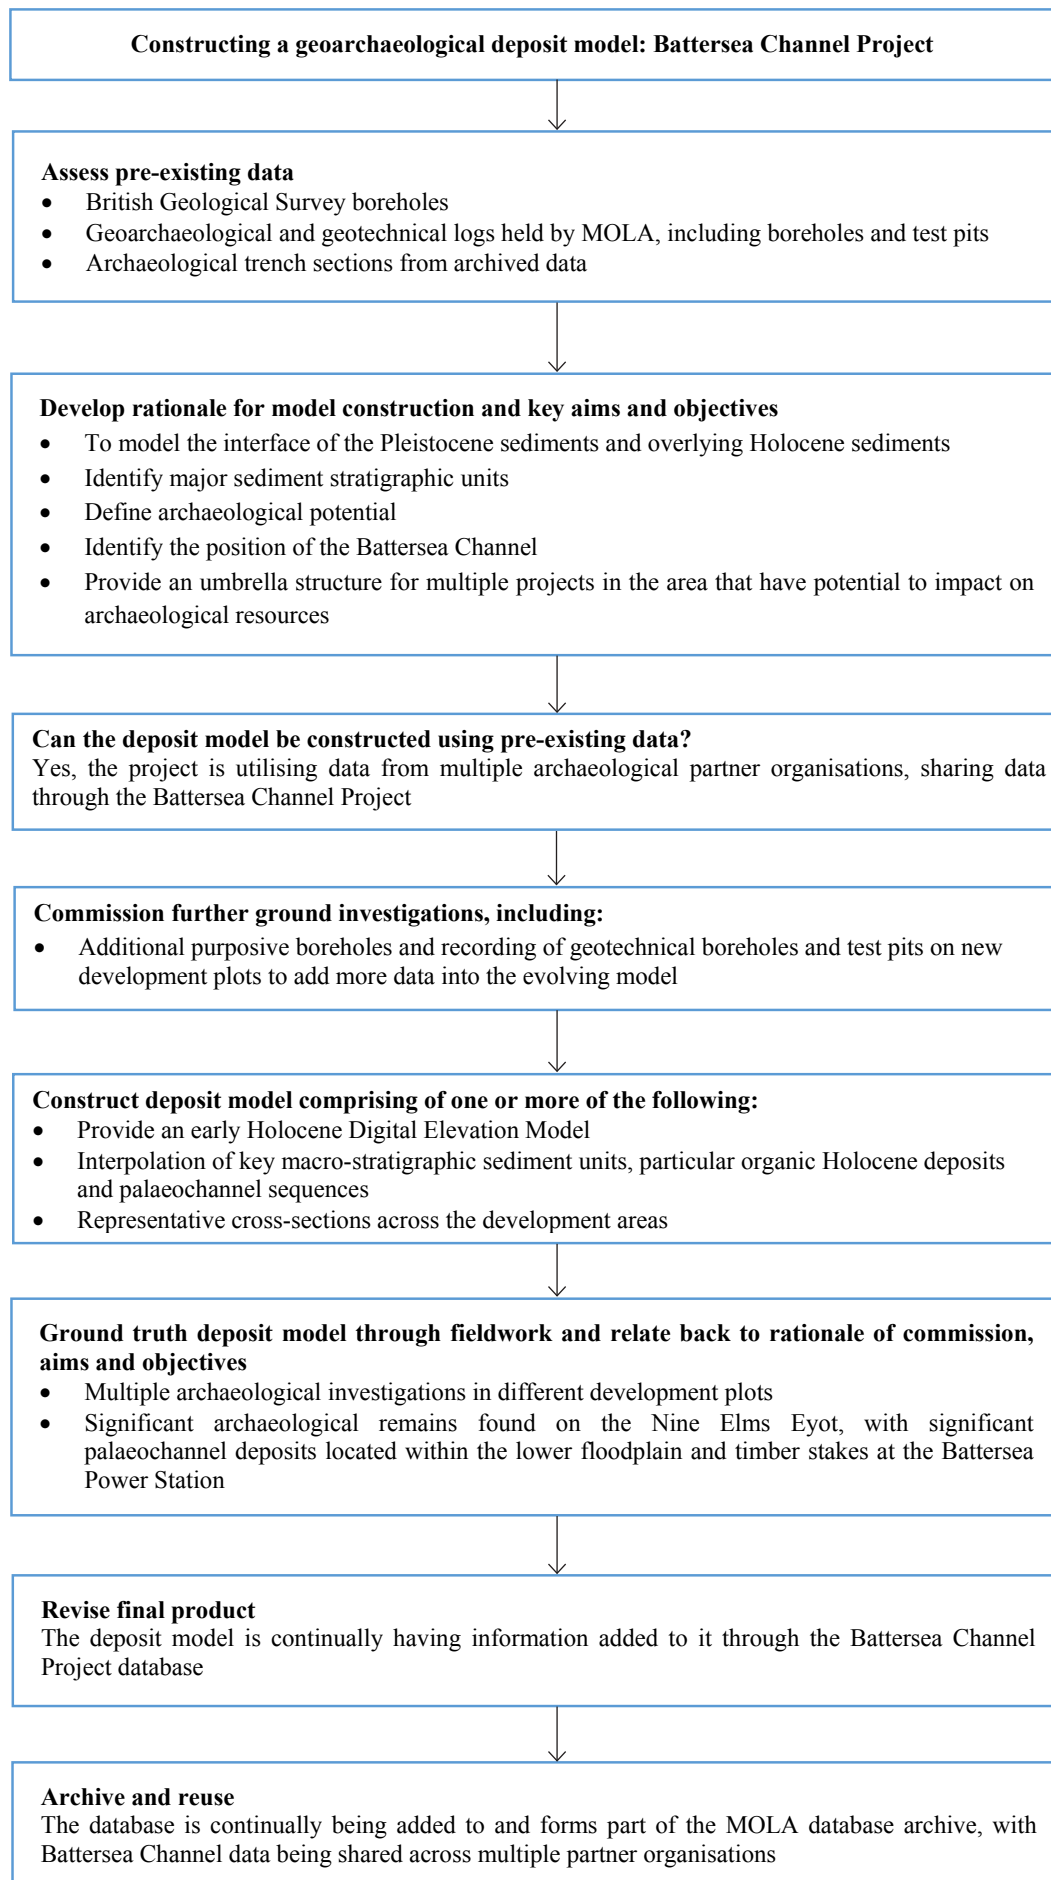 Constructing a geoarchaeological deposit model: Battersea Channel Project
Assess pre-existing data
• British Geological Survey boreholes
• Geoarchaeological and geotechnical logs held by MOLA, including boreholes and test pits
• Archaeological trench sections from archived data
Develop rationale for model construction and key aims and objectives
• To model the interface of the Pleistocene sediments and overlying Holocene sediments
• Identify major sediment stratigraphic units
• Define archaeological potential
• Identify the position of the Battersea Channel
• Provide an umbrella structure for multiple projects in the area that have potential to impact on
archaeological resources
Can the deposit model be constructed using pre-existing data?
Yes, the project is utilising data from multiple archaeological partner organisations, sharing data
through the Battersea Channel Project
Commission further ground investigations, including:
• Additional purposive boreholes and recording of geotechnical boreholes and test pits on new
development plots to add more data into the evolving model
Construct deposit model comprising of one or more of the following:
• Provide an early Holocene Digital Elevation Model
• Interpolation of key macro-stratigraphic sediment units, particular organic Holocene deposits
and palaeochannel sequences
• Representative cross-sections across the development areas
Ground truth deposit model through fieldwork and relate back to rationale of commission,
aims and objectives
• Multiple archaeological investigations in different development plots
• Significant archaeological remains found on the Nine Elms Eyot, with significant
palaeochannel deposits located within the lower floodplain and timber stakes at the Battersea
Power Station
Revise final product
The deposit model is continually having information added to it through the Battersea Channel
Project database
Archive and reuse
The database is continually being added to and forms part of the MOLA database archive, with
Battersea Channel data being shared across multiple partner organisations